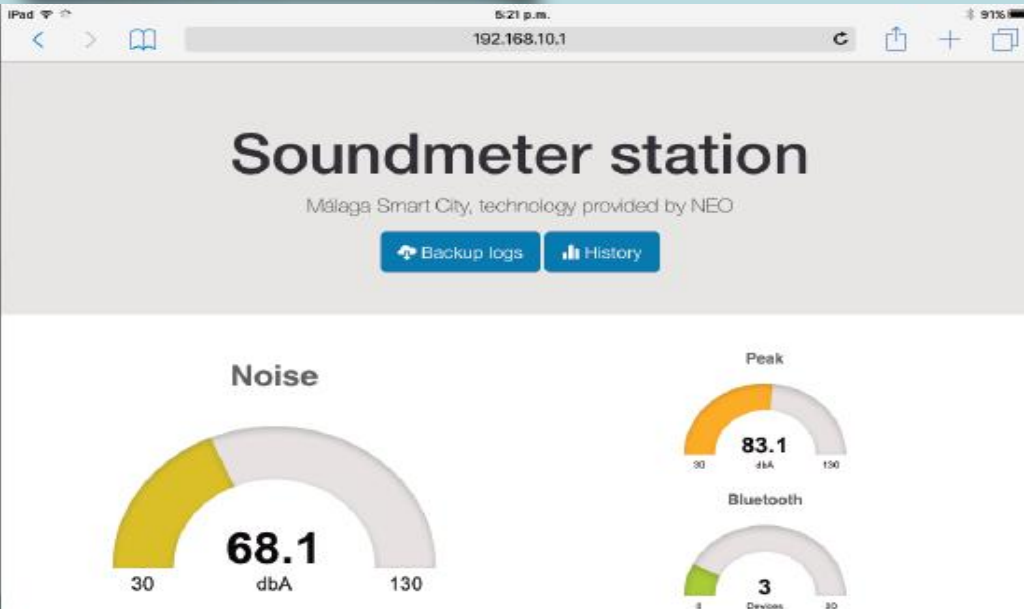 iPad
5:21 p.m.
91%
192.168.10.1
Soundmeter station
Málaga Smart City, technology provided by NEO
Backup logs
History
Noise
68.1
30
dbA
130
Peak
83.1
30
dbA
130
Bluetooth
3
Devices